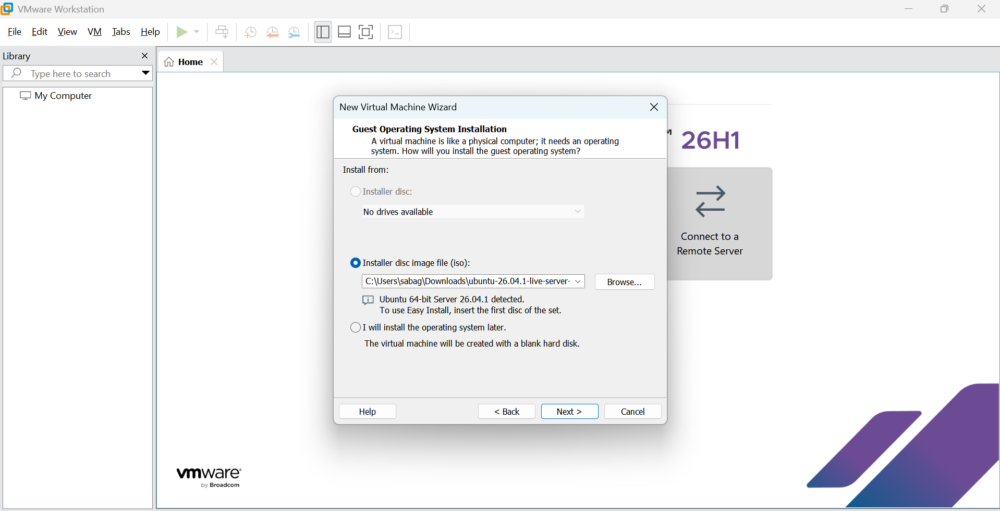 VMware Workstation
File Edit View VM Tabs Help
Library
Type here to search
My Computer
Home
New Virtual Machine Wizard
Guest Operating System Installation
A virtual machine is like a physical computer; it needs an operating
system. How will you install the guest operating system?
Install from:
Installer disc:
No drives available
Installer disc image file (iso):
C:\Users\sabag\Downloads\ubuntu-26.04.1-live-server-
Browse...
Ubuntu 64-bit Server 26.04.1 detected.
To use Easy Install, insert the first disc of the set.
I will install the operating system later.
The virtual machine will be created with a blank hard disk.
Help
< Back
Next >
Cancel
26H1
Connect to a
Remote Server
vmware®
by Broadcom